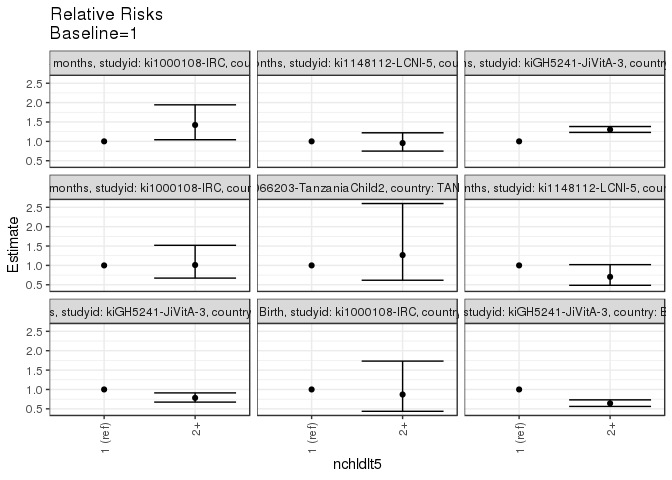 Relative Risks
Baseline=1
months, studyid: ki1000108-IRC, cou
nths, studyid: ki1148112-LCNI-5, cou
s, studyid: kiGH5241-JiVitA-3, countr
2.5
2.0
1.5
1.0
0.5
months, studyid: ki1000108-IRC, cour
066203-TanzaniaChild2, country: TAN
nths, studyid: ki1148112-LCNI-5, cour
2.5
2.0
1.5
1.0
0.5
s, studyid: kiGH5241-JiVitA-3, country
Birth, studyid: ki1000108-IRC, country
studyid: kiGH5241-JiVitA-3, country: B
2.5
2.0
1.5
1.0
0.5
Estimate
1 (ref)
2+
1 (ref)
2+
1 (ref)
2+
nchldlt5